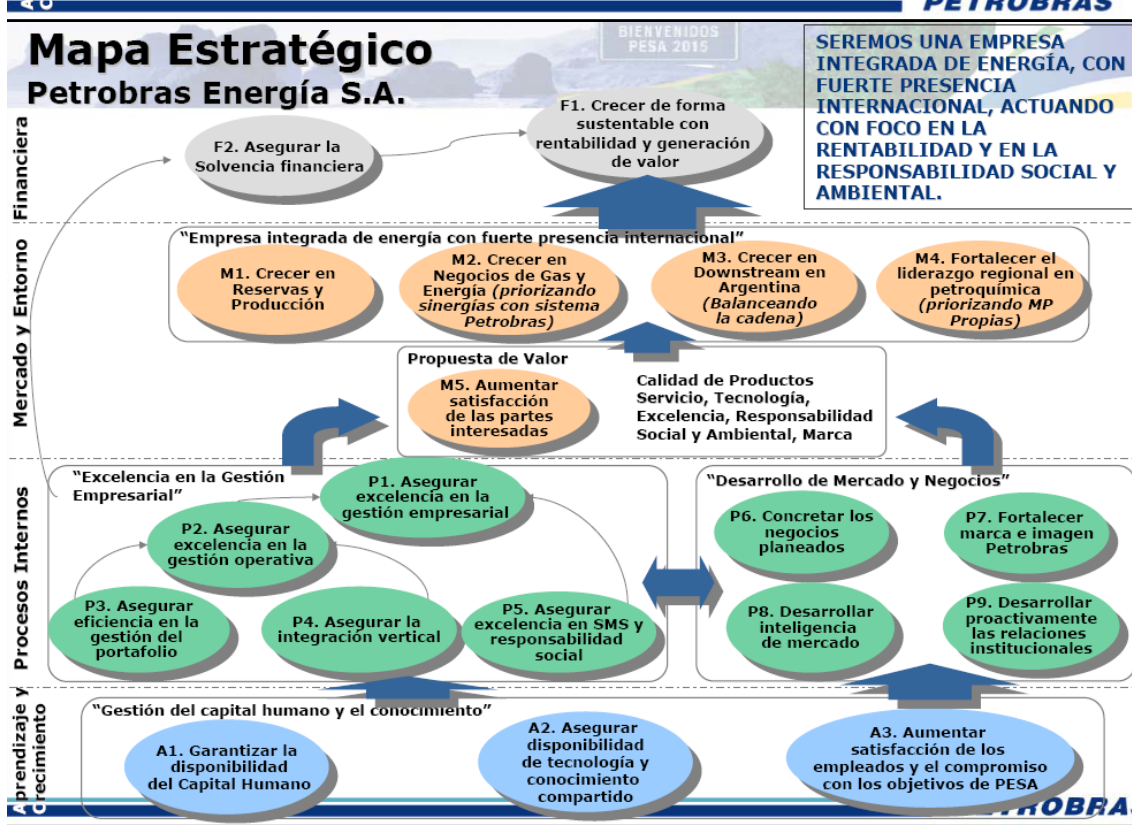 PETROBRAS
Mapa Estratégico
Petrobras Energía S.A.
BIENVENIDOS
PESA 2015
SEREMOS UNA EMPRESA
INTEGRADA DE ENERGÍA, CON
FUERTE PRESENCIA
INTERNACIONAL, ACTUANDO
CON FOCO EN LA
RENTABILIDAD Y EN LA
RESPONSABILIDAD SOCIAL Y
AMBIENTAL.
Financiera
F2. Asegurar la
Solvencia financiera
F1. Crecer de forma
sustentable con
rentabilidad y generación
de valor
Mercado y Entorno
“Empresa integrada de energía con fuerte presencia internacional”
M1. Crecer en
Reservas y
Producción
M2. Crecer en
Negocios de Gas y
Energía (priorizando
sinergías con sistema
Petrobras)
M3. Crecer en
Downstream en
Argentina
(Balanceando
la cadena)
M4. Fortalecer el
liderazgo regional en
petroquímica
(priorizando MP
Propias)
Propuesta de Valor
M5. Aumentar
satisfacción
de las partes
interesadas
Calidad de Productos
Servicio, Tecnología,
Excelencia, Responsabilidad
Social y Ambiental, Marca
Procesos Internos
“Excelencia en la Gestión
Empresarial”
P1. Asegurar
excelencia en la
gestión empresarial
P2. Asegurar
excelencia en la
gestión operativa
P3. Asegurar
eficiencia en la
gestión del
portafolio
P4. Asegurar la
integración vertical
P5. Asegurar
excelencia en SMS y
responsabilidad
social
“Desarrollo de Mercado y Negocios”
P6. Concretar los
negocios
planeados
P7. Fortalecer
marca e imagen
Petrobras
P8. Desarrollar
inteligencia
de mercado
P9. Desarrollar
proactivamente
las relaciones
institucionales
Aprendizaje y
Crecimiento
“Gestión del capital humano y el conocimiento”
A1. Garantizar la
disponibilidad
del Capital Humano
A2. Asegurar
disponibilidad
de tecnología y
conocimiento
compartido
A3. Aumentar
satisfacción de los
empleados y el compromiso
con los objetivos de PESA